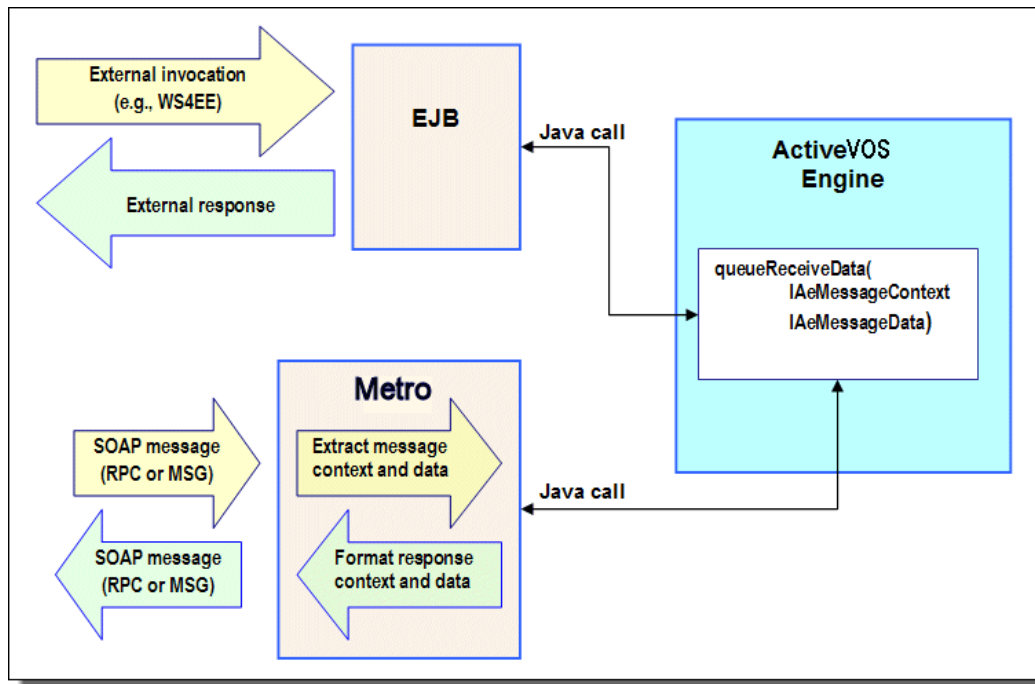 External invocation
(e.g., WS4EE)
External response
EJB
Java call
ActiveVOS
Engine
queueReceiveData(
IAeMessageContext
IAeMessageData)
Metro
SOAP message
(RPC or MSG)
Extract message
context and data
SOAP message
(RPC or MSG)
Format response
context and data
Java call